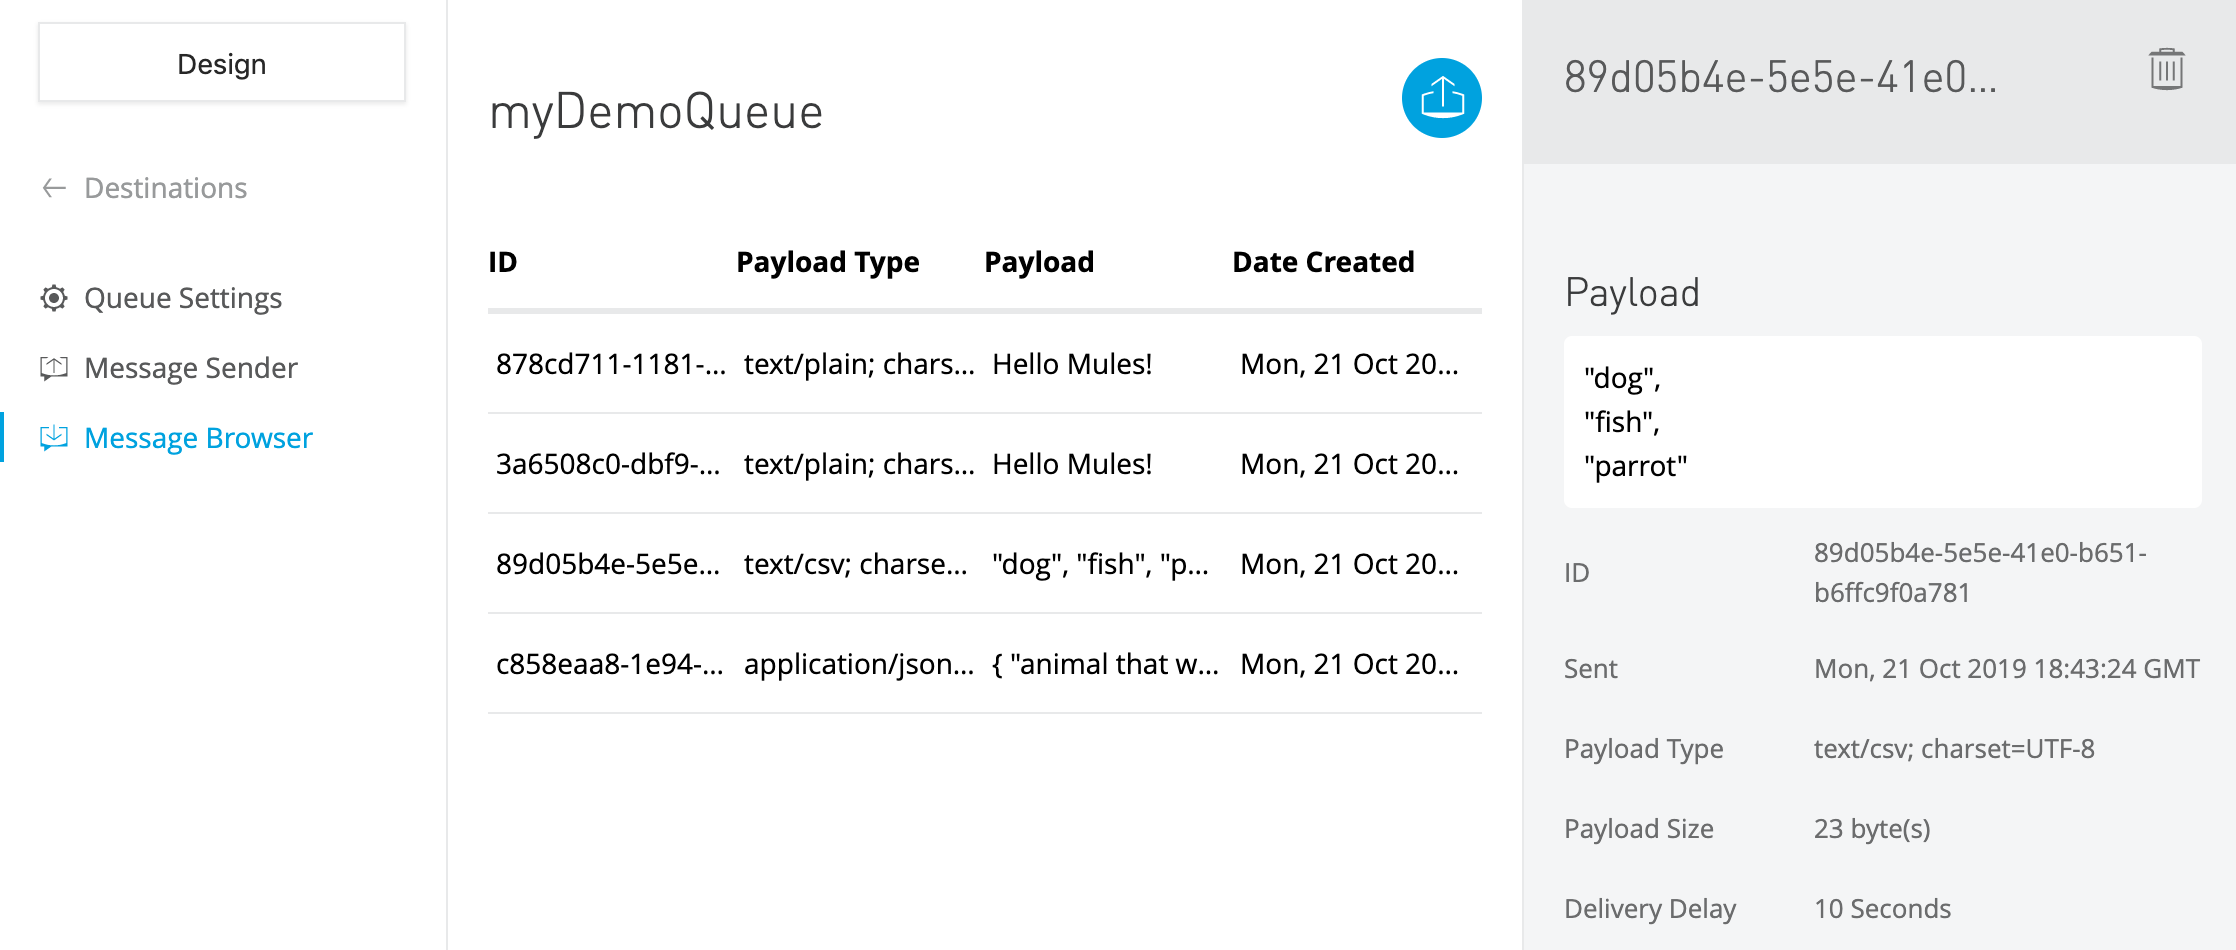 Design
Destinations
Queue Settings
Message Sender
Message Browser
myDemoQueue
ID Payload Type Payload Date Created
878cd711-1181-... text/plain; chars... Hello Mules! Mon, 21 Oct 20...
3a6508c0-dbf9-... text/plain; chars... Hello Mules! Mon, 21 Oct 20...
89d05b4e-5e5e... text/csv; charse... "dog", "fish", "p... Mon, 21 Oct 20...
c858eaa8-1e94-... application/json... { "animal that w... Mon, 21 Oct 20...
89d05b4e-5e5e-41e0...
Payload
"dog",
"fish",
"parrot"
ID 89d05b4e-5e5e-41e0-b651-
b6ffc9f0a781
Sent Mon, 21 Oct 2019 18:43:24 GMT
Payload Type text/csv; charset=UTF-8
Payload Size 23 byte(s)
Delivery Delay 10 Seconds